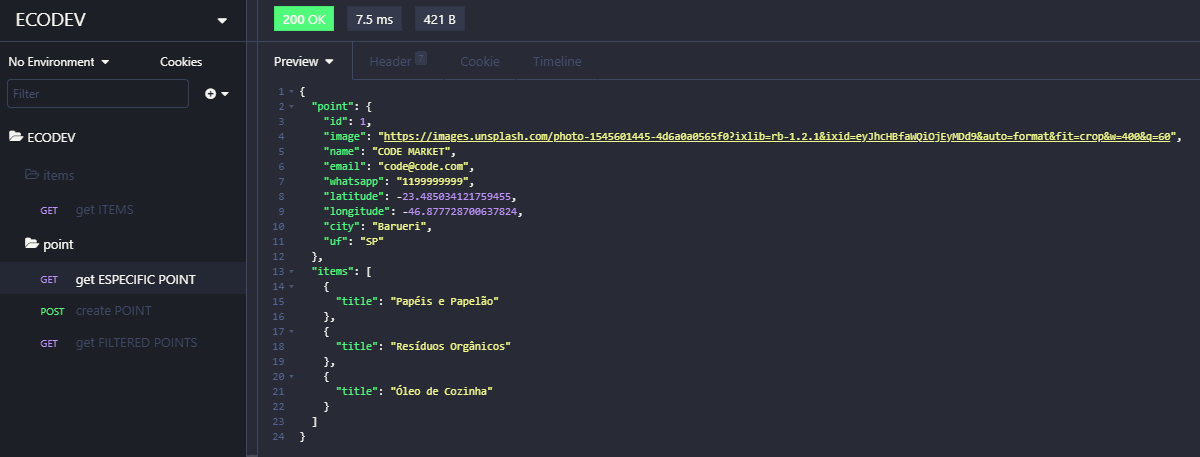 ECODEV
200 OK
7.5 ms
421 B
No Environment
Cookies
Preview
Header 7
Cookie
Timeline
Filter
ECODEV
items
GET get ITEMS
point
GET get ESPECIFIC POINT
POST create POINT
GET get FILTERED POINTS
1 {
2 "point": {
3 "id": 1,
4 "image": "https://images.unsplash.com/photo-1545601445-4d6a0a0565f0?ixlib=rb-1.2.1&ixid=eyJhcHBfaWQiOjEyMDd9&auto=format&fit=crop&w=400&q=60",
5 "name": "CODE MARKET",
6 "email": "code@code.com",
7 "whatsapp": "1199999999",
8 "latitude": -23.485034121759455,
9 "longitude": -46.877728700637824,
10 "city": "Barueri",
11 "uf": "SP"
12 },
13 "items": [
14 {
15 "title": "Papéis e Papelão"
16 },
17 {
18 "title": "Resíduos Orgânicos"
19 },
20 {
21 "title": "Óleo de Cozinha"
22 }
23 ]
24 }